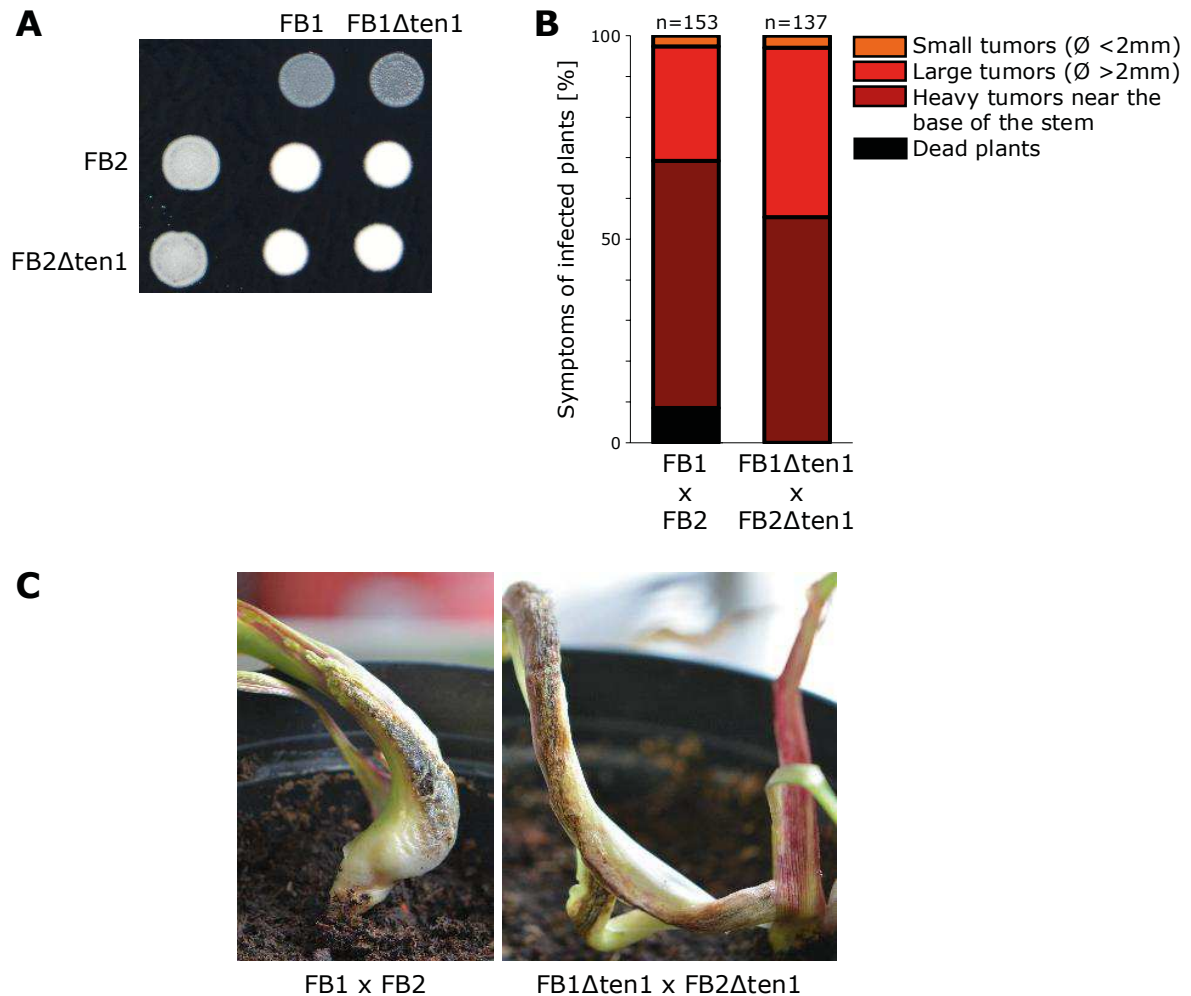 A
FB1 FB1Δten1
FB2
FB2Δten1
B
n=153 n=137
100
50
0
Symptoms of infected plants [%]
Small tumors (Ø <2mm)
Large tumors (Ø >2mm)
Heavy tumors near the
base of the stem
Dead plants
FB1 FB1Δten1
x x
FB2 FB2Δten1
C
FB1 x FB2 FB1Δten1 x FB2Δten1